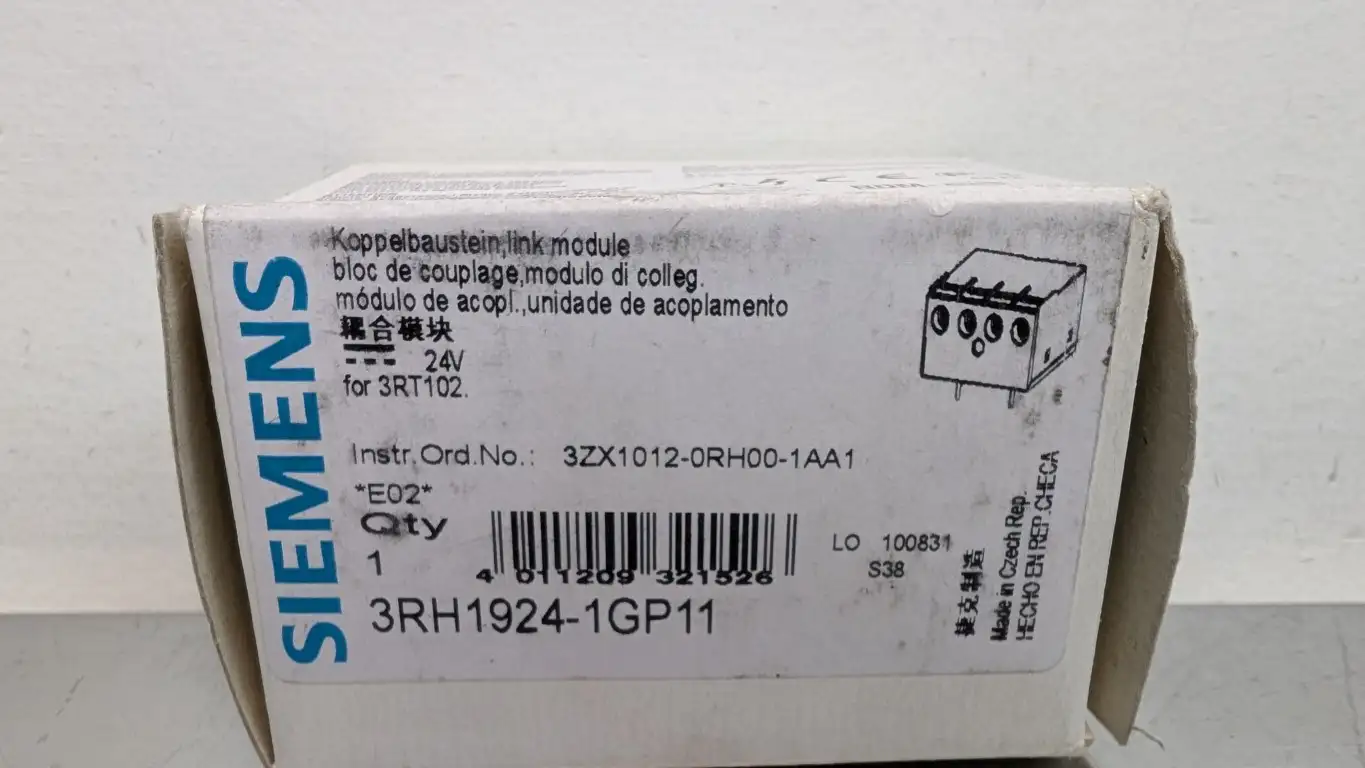 SIEMENS
Koppelbaustein,link module
bloc de couplage,modulo di colleg.
módulo de acopl.,unidade de acoplamento
耦合模块
24V
for 3RT102.
Instr.Ord.No.: 3ZX1012-0RH00-1AA1
*E02*
Qty
1
4 011209 321526
3RH1924-1GP11
LO 100831
S38
捷克制造
Made in Czech Rep.
HECHO EN REP.CHECA